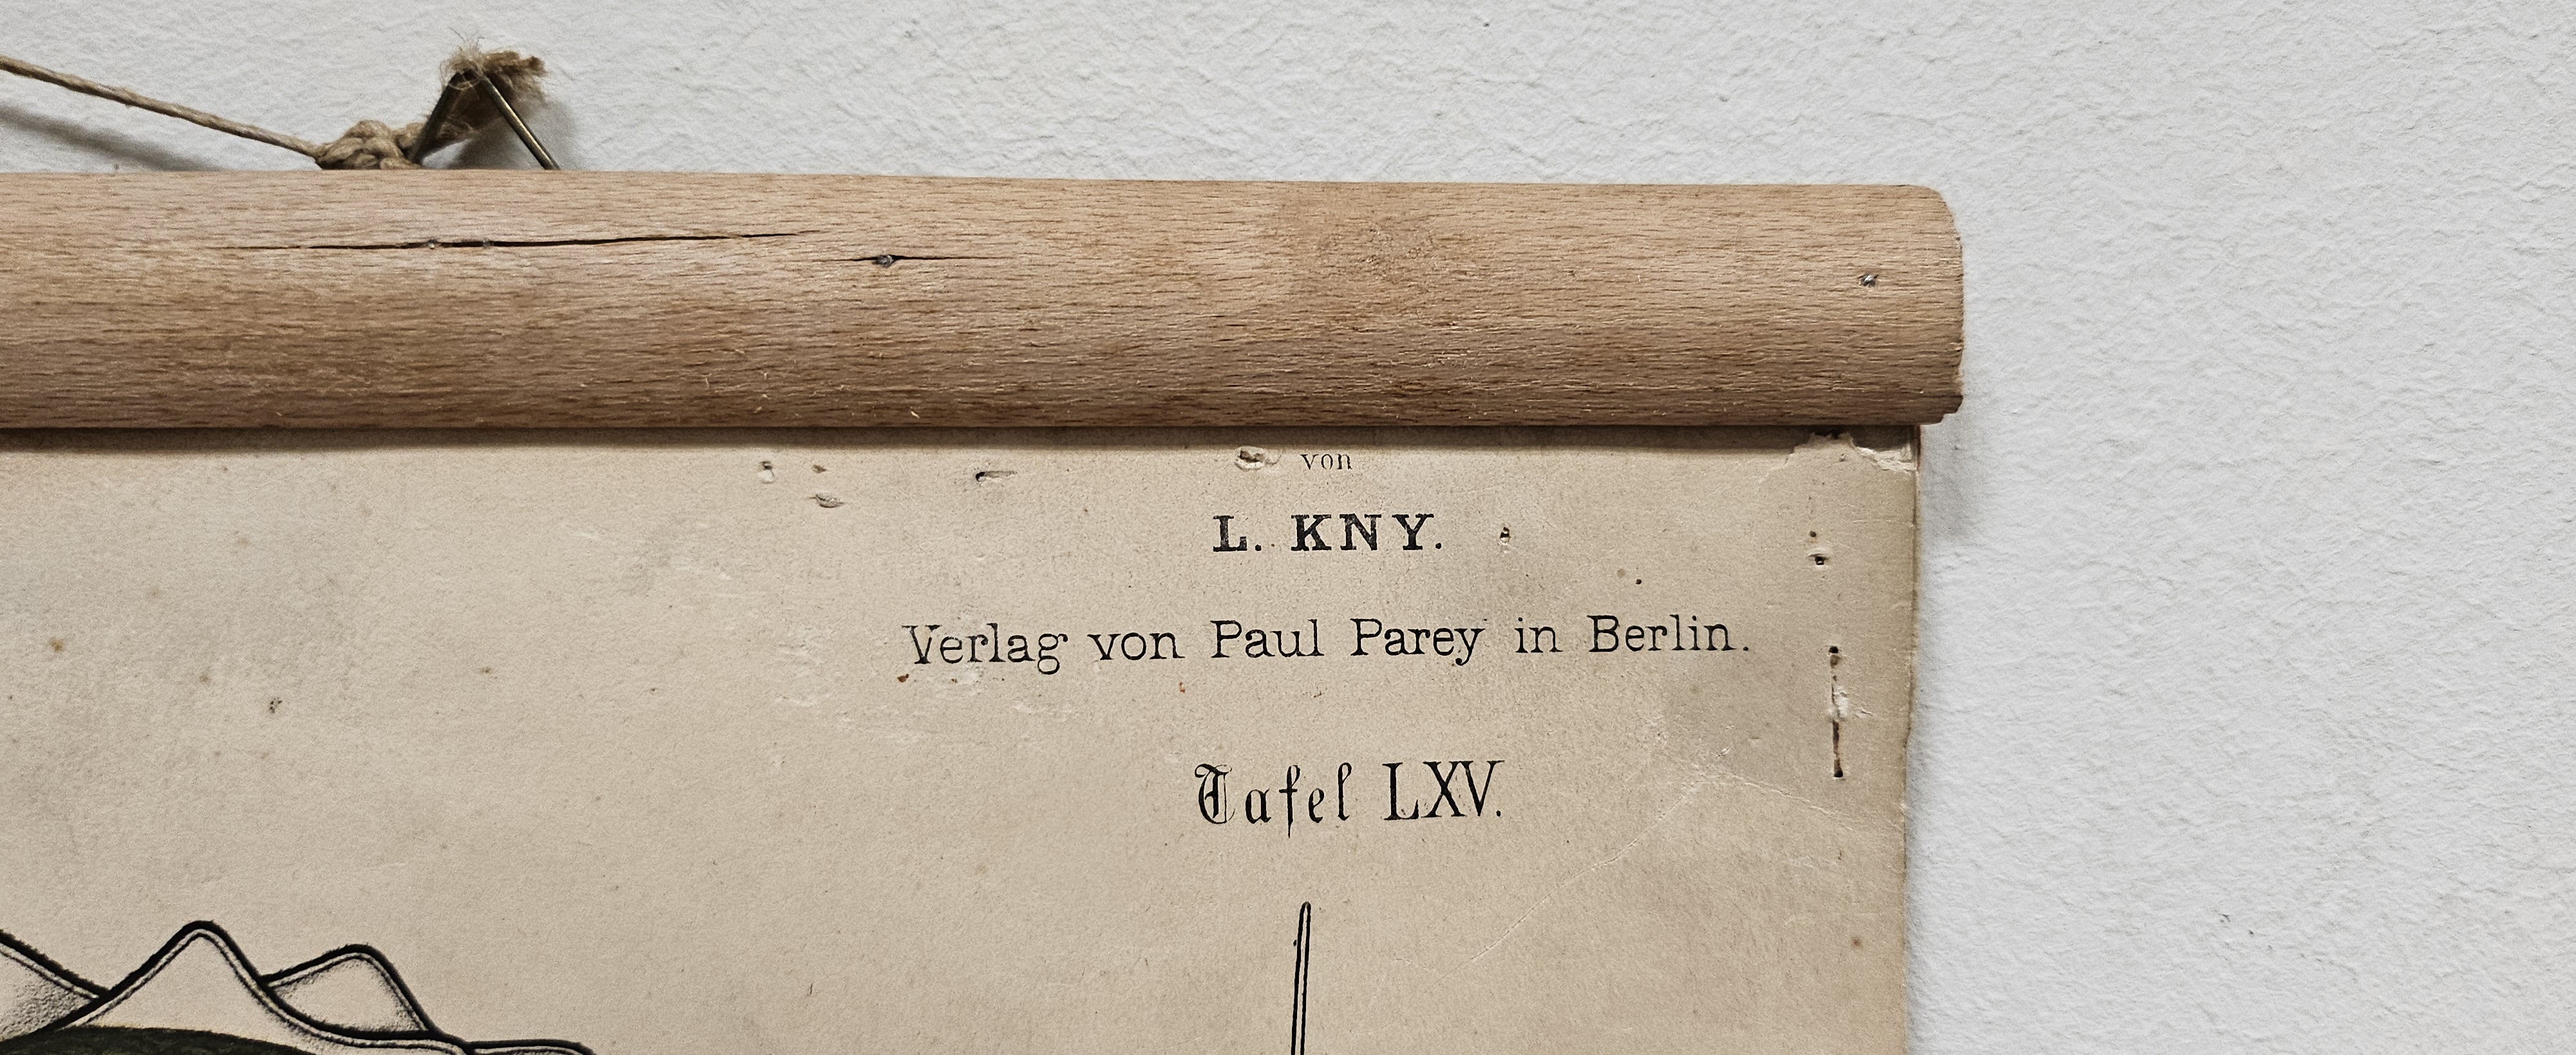 von
L. KNY.
Verlag von Paul Parey in Berlin.
Tafel LXV.